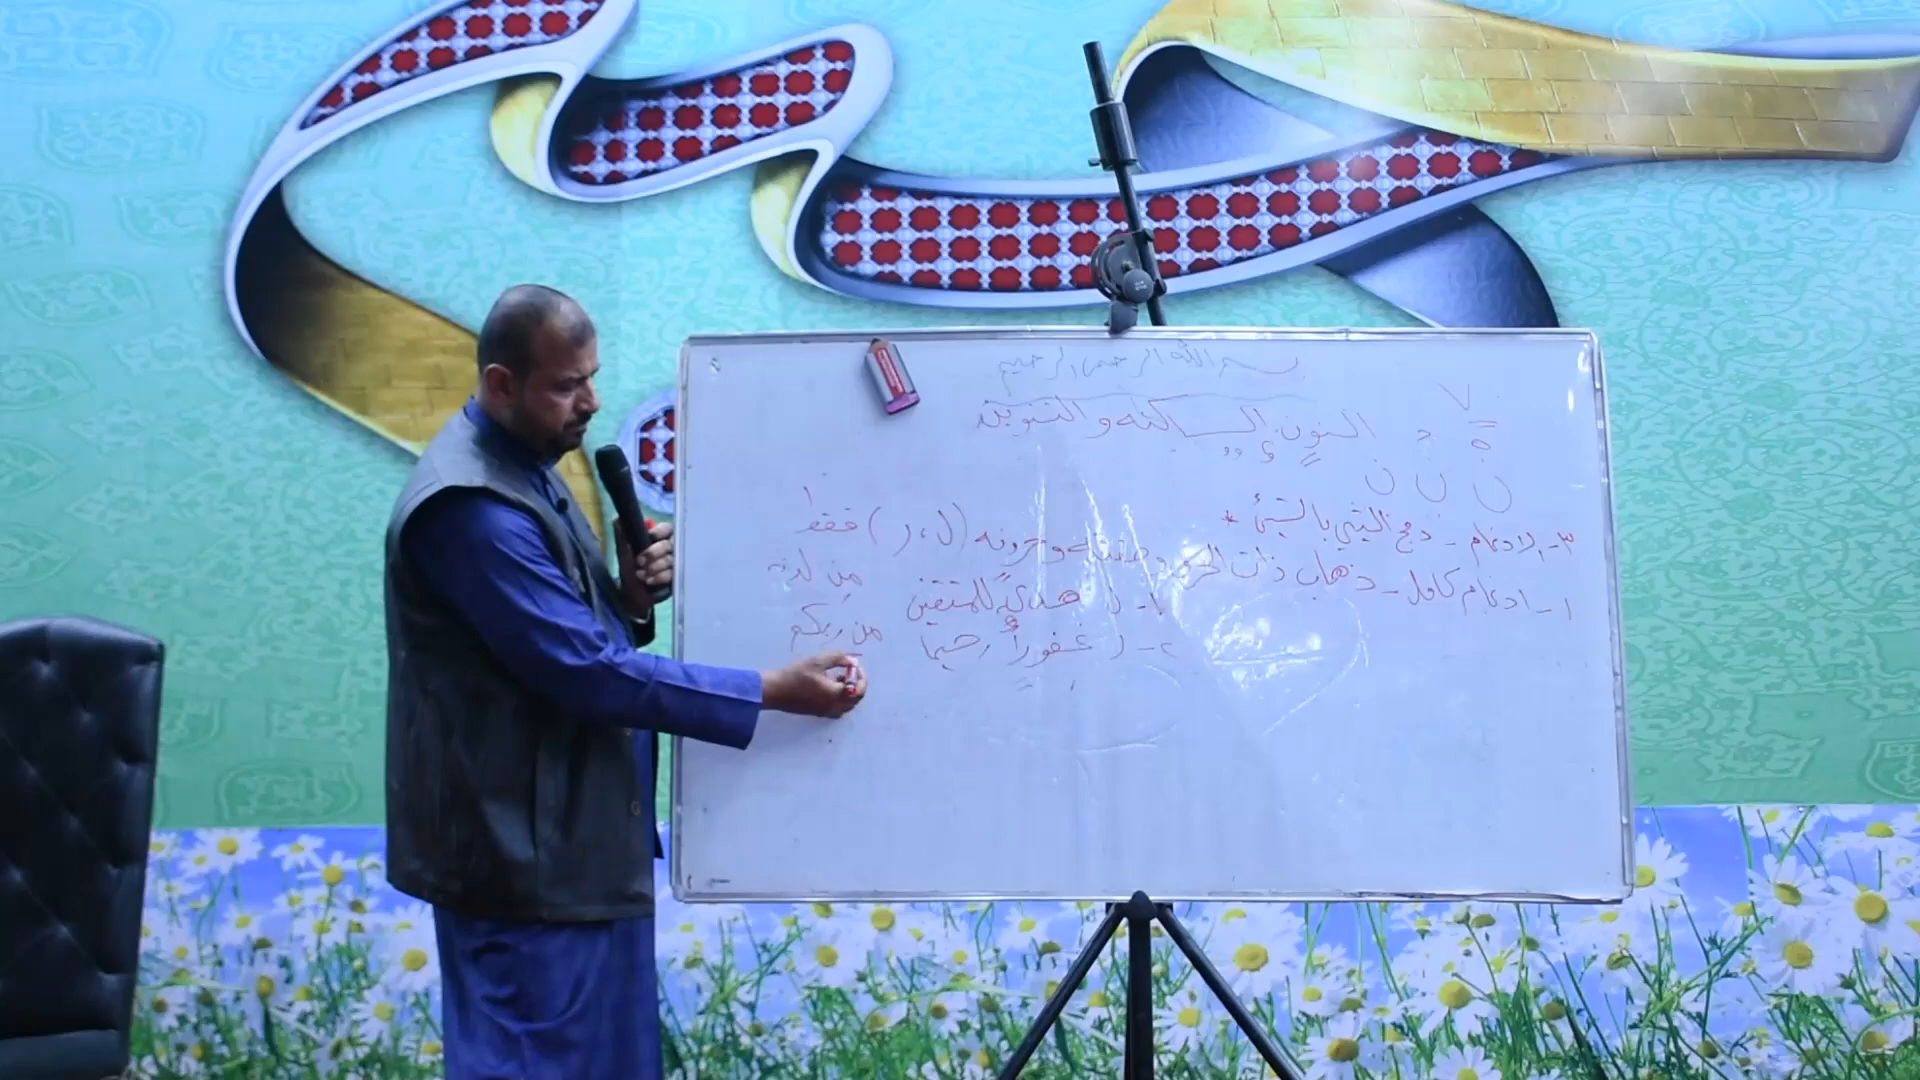 بسم الله الرحمن الرحيم
النون الساكنة والتنوين
ن ن ن
٣- الادغام - دمج الشيء بالشيء *
١- ادغام كامل - ذهاب ذات الحرف وصفته وحروفه (ل، ر) فقط
١- ل هدىً للمتقين من لدنه
٢- ر غفوراً رحيما من ربكم